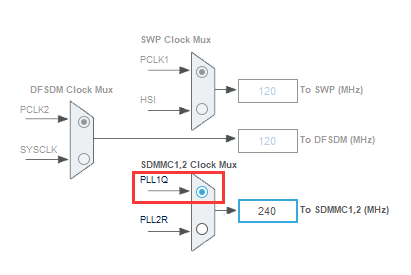 SWP Clock Mux
PCLK1
HSI
120
To SWP (MHz)
DFSDM Clock Mux
PCLK2
SYSCLK
120
To DFSDM (MHz)
SDMMC1,2 Clock Mux
PLL1Q
PLL2R
240
To SDMMC1,2 (MHz)